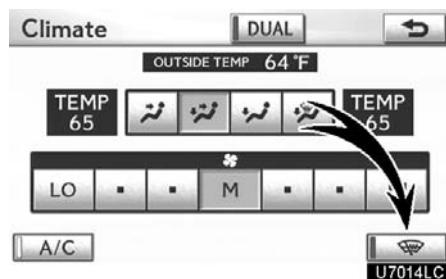 Climate DUAL
OUTSIDE TEMP 64 °F
TEMP TEMP
65 65
LO M
A/C
U7014LC